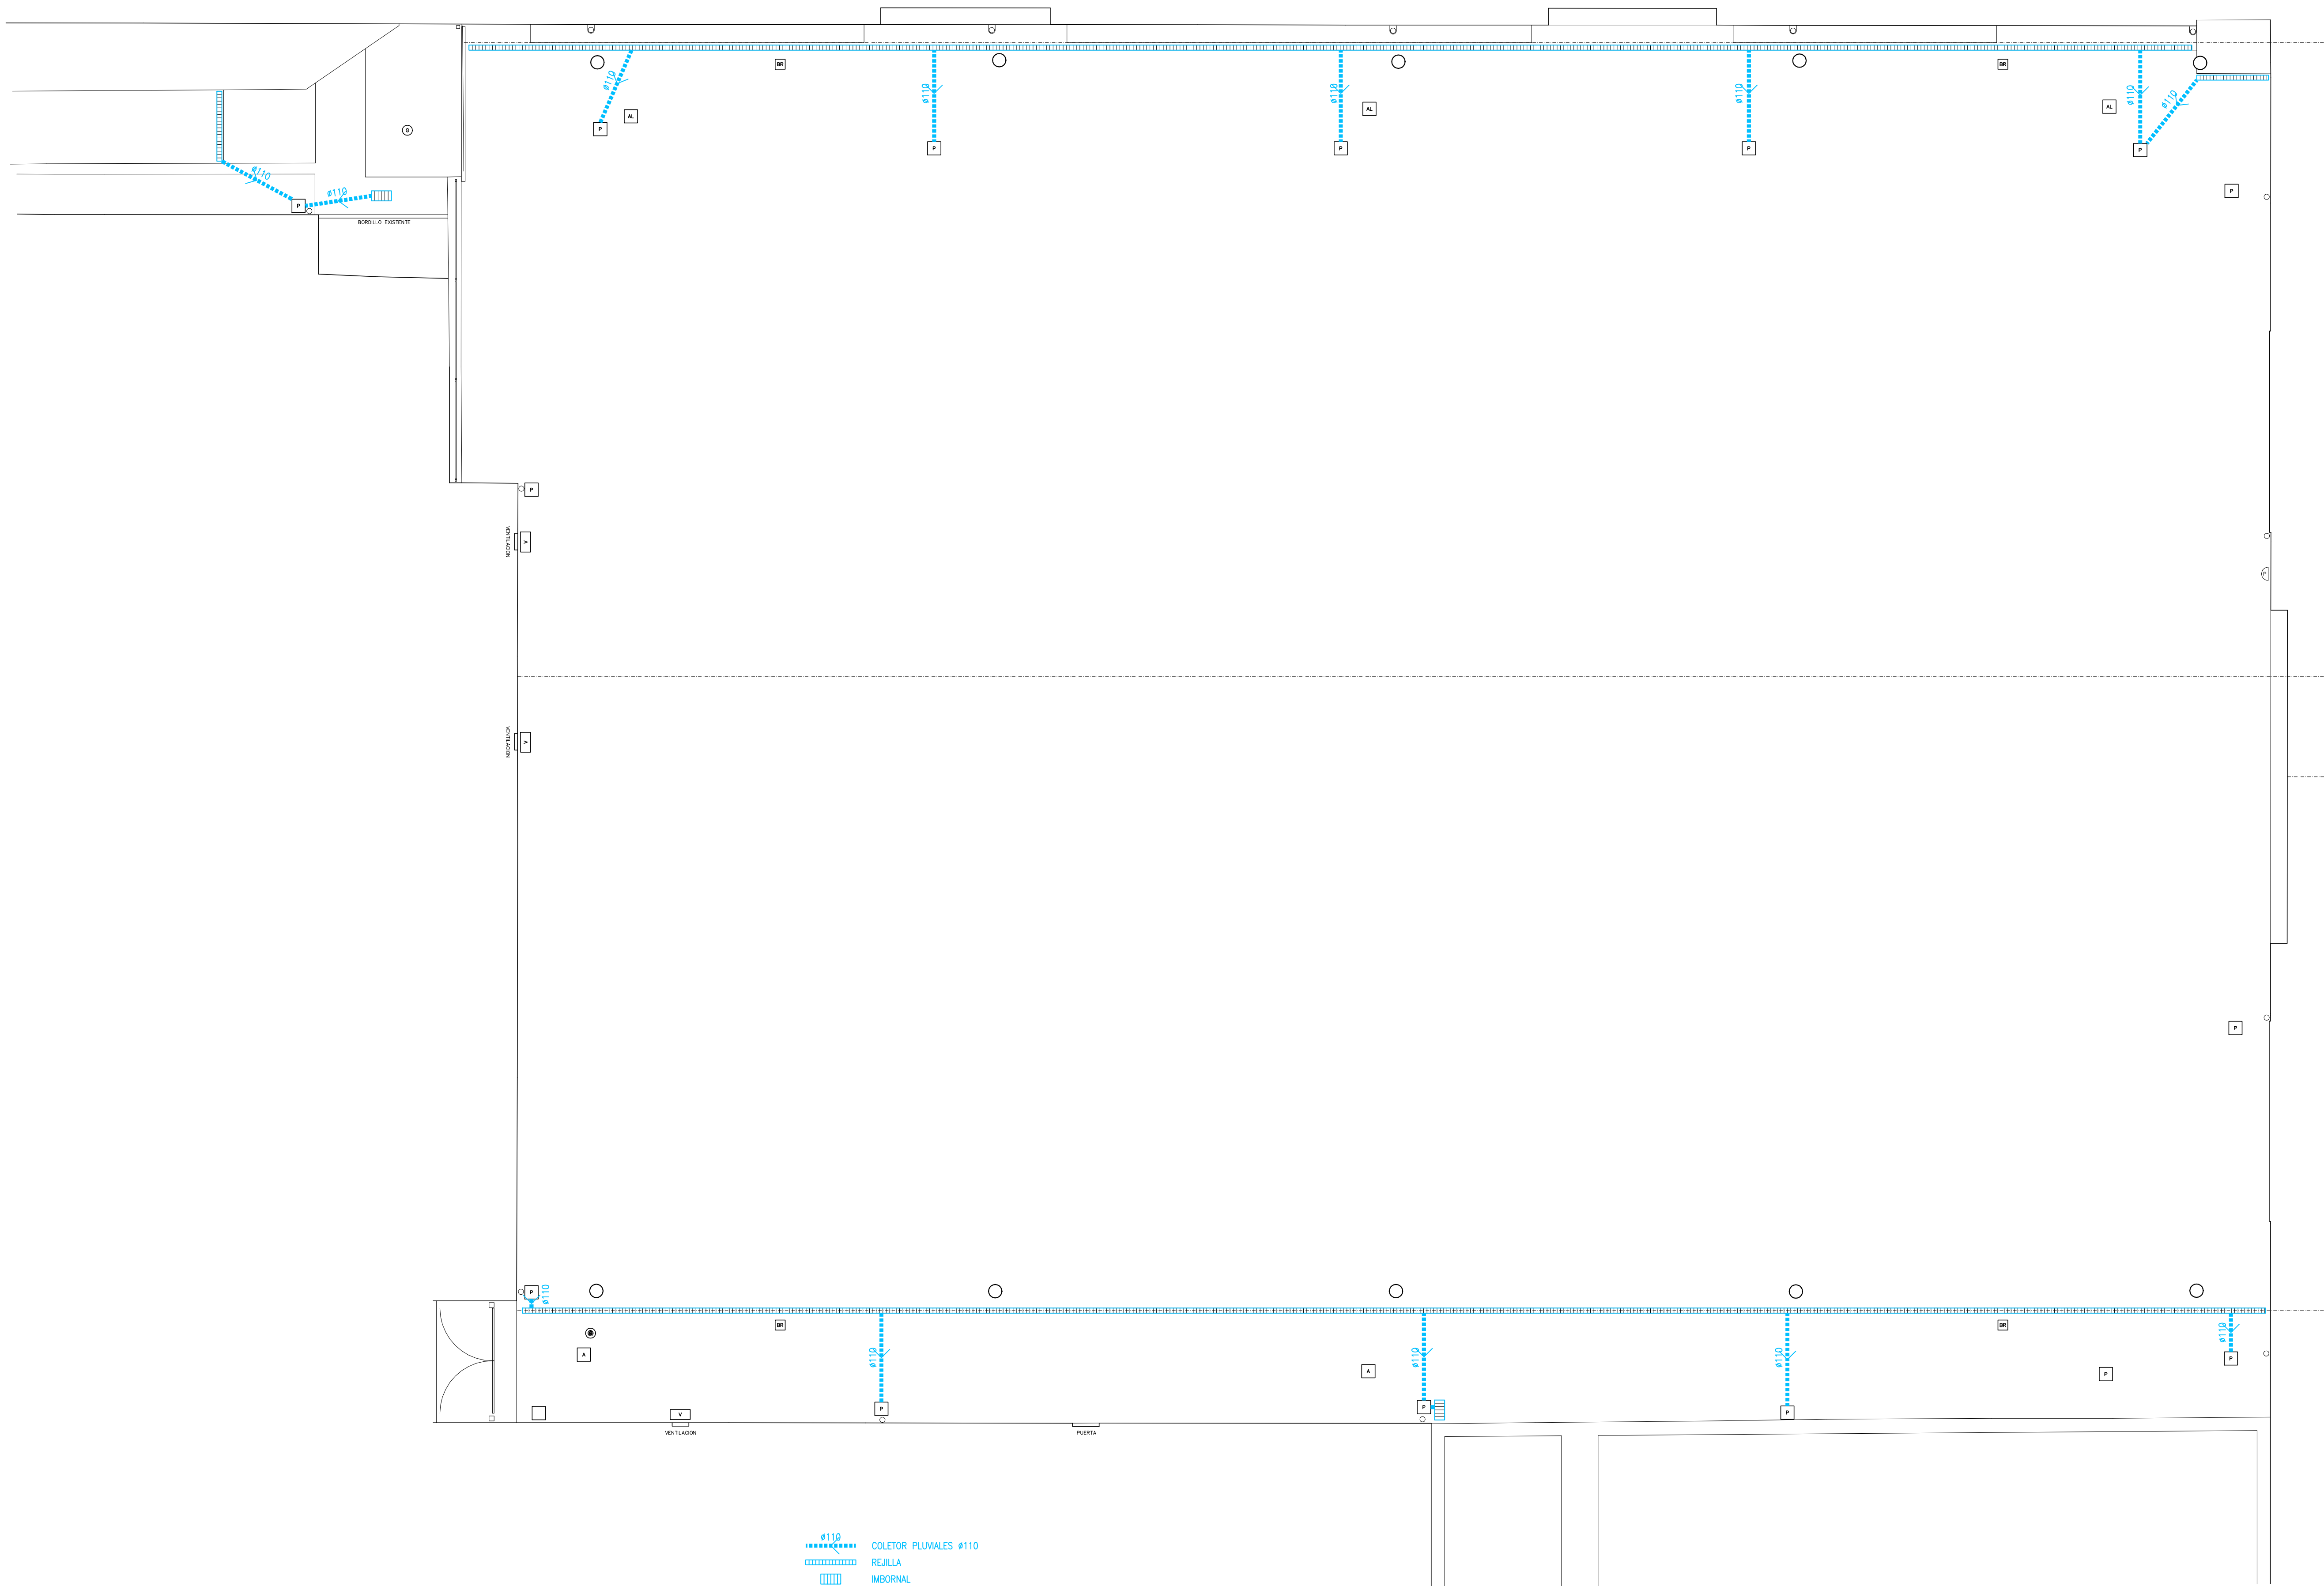 BR
BR
ø110
ø110
ø110
ø110
ø110
ø110
AL
AL
AL
G
P
P
P
P
P
ø110
ø110
P
P
BORDILLO EXISTENTE
P
VENTILACION
V
P
VENTILACION
V
P
P
ø110
BR
BR
ø110
ø110
ø110
ø110
A
A
P
P
P
P
P
V
VENTILACION
PUERTA
ø110
COLETOR PLUVIALES ø110
REJILLA
IMBORNAL